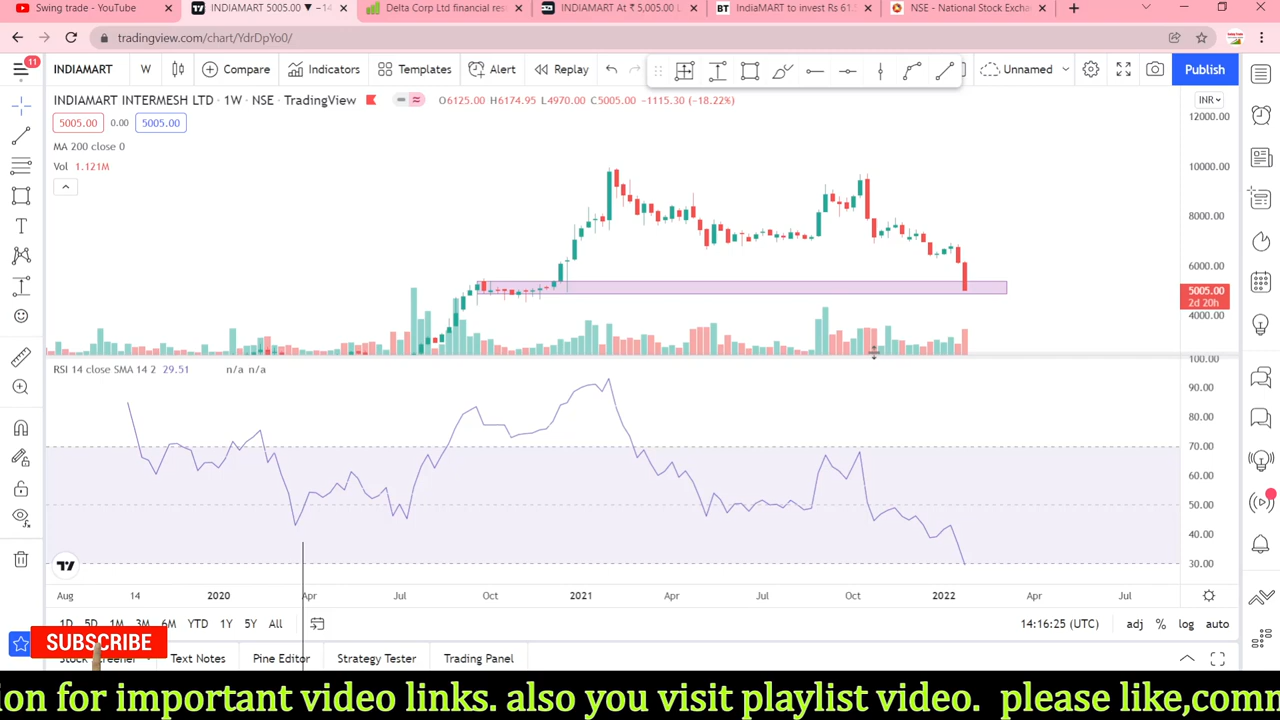 Swing trade - YouTube
INDIAMART 5005.00 ▼ −14
Delta Corp Ltd financial res
INDIAMART At ₹ 5,005.00 L
BT IndiaMART to invest Rs 61.5
NSE - National Stock Exchan
tradingview.com/chart/YdrDpYo0/
11
INDIAMART
W
Compare
Indicators
Templates
Alert
Replay
Unnamed
Publish
INDIAMART INTERMESH LTD · 1W · NSE · TradingView
O6125.00 H6174.95 L4970.00 C5005.00 −1115.30 (−18.22%)
INR
5005.00 0.00 5005.00
12000.00
MA 200 close 0
Vol 1.121M
10000.00
8000.00
6000.00
5005.00
2d 20h
4000.00
RSI 14 close SMA 14 2 29.51 n/a n/a
100.00
90.00
80.00
70.00
60.00
50.00
40.00
30.00
Aug 14 2020 Apr Jul Oct 2021 Apr Jul Oct 2022 Apr Jul
1D 5D 1M 3M 6M YTD 1Y 5Y All
14:16:25 (UTC) adj % log auto
SUBSCRIBE
Stock Screener Text Notes Pine Editor Strategy Tester Trading Panel
ion for important video links. also you visit playlist video. please like,comm